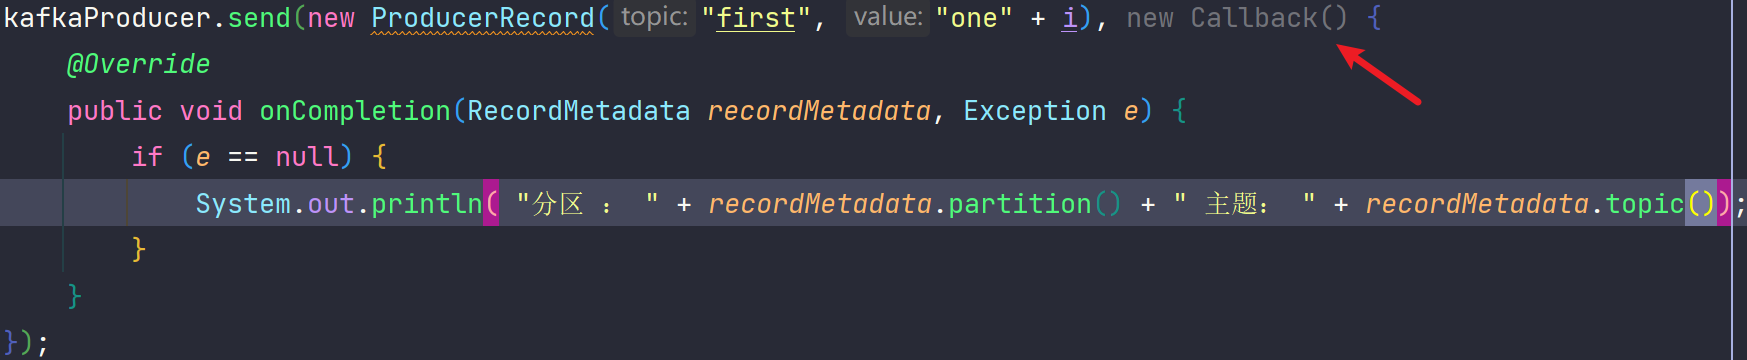 kafkaProducer.send(new ProducerRecord( topic: "first", value: "one" + i), new Callback() {
@Override
public void onCompletion(RecordMetadata recordMetadata, Exception e) {
if (e == null) {
System.out.println( "分区 ： " + recordMetadata.partition() + " 主题： " + recordMetadata.topic());
}
}
});